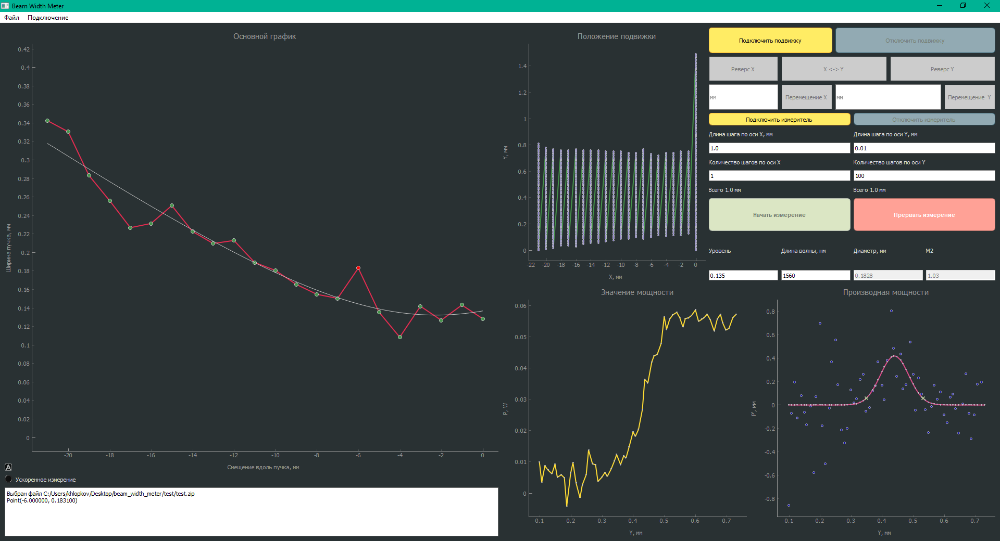 Beam Width Meter
Файл Подключение
Основной график
0.42
0.4
0.38
0.36
0.34
0.32
0.3
0.28
0.26
0.24
0.22
0.2
0.18
0.16
0.14
0.12
0.1
0.08
0.06
0.04
0.02
0
Ширина пучка, мм
-20 -18 -16 -14 -12 -10 -8 -6 -4 -2 0
Смещение вдоль пучка, мм
A
Ускоренное измерение
Выбран файл C:/Users/khlopkov/Desktop/beam_width_meter/test/test.zip
Point(-6.000000, 0.183100)
Положение подвижки
1.4
1.2
1
0.8
0.6
0.4
0.2
0
Y, мм
-22 -20 -18 -16 -14 -12 -10 -8 -6 -4 -2 0
X, мм
Подключить подвижку Отключить подвижку
Реверс X X <-> Y Реверс Y
мм Перемещение X мм Перемещение Y
Подключить измеритель Отключить измеритель
Длина шага по оси X, мм Длина шага по оси Y, мм
1.0 0.01
Количество шагов по оси X Количество шагов по оси Y
1 100
Всего 1.0 мм Всего 1.0 мм
Начать измерение Прервать измерение
Уровень Длина волны, нм Диаметр, мм M2
0.135 1560 0.1828 1.03
Значение мощности
0.06
0.05
0.04
0.03
0.02
0.01
0
P, W
0.1 0.2 0.3 0.4 0.5 0.6 0.7
Y, мм
Производная мощности
0.8
0.6
0.4
0.2
0
-0.2
-0.4
-0.6
-0.8
P', мм
0.1 0.2 0.3 0.4 0.5 0.6 0.7
Y, мм